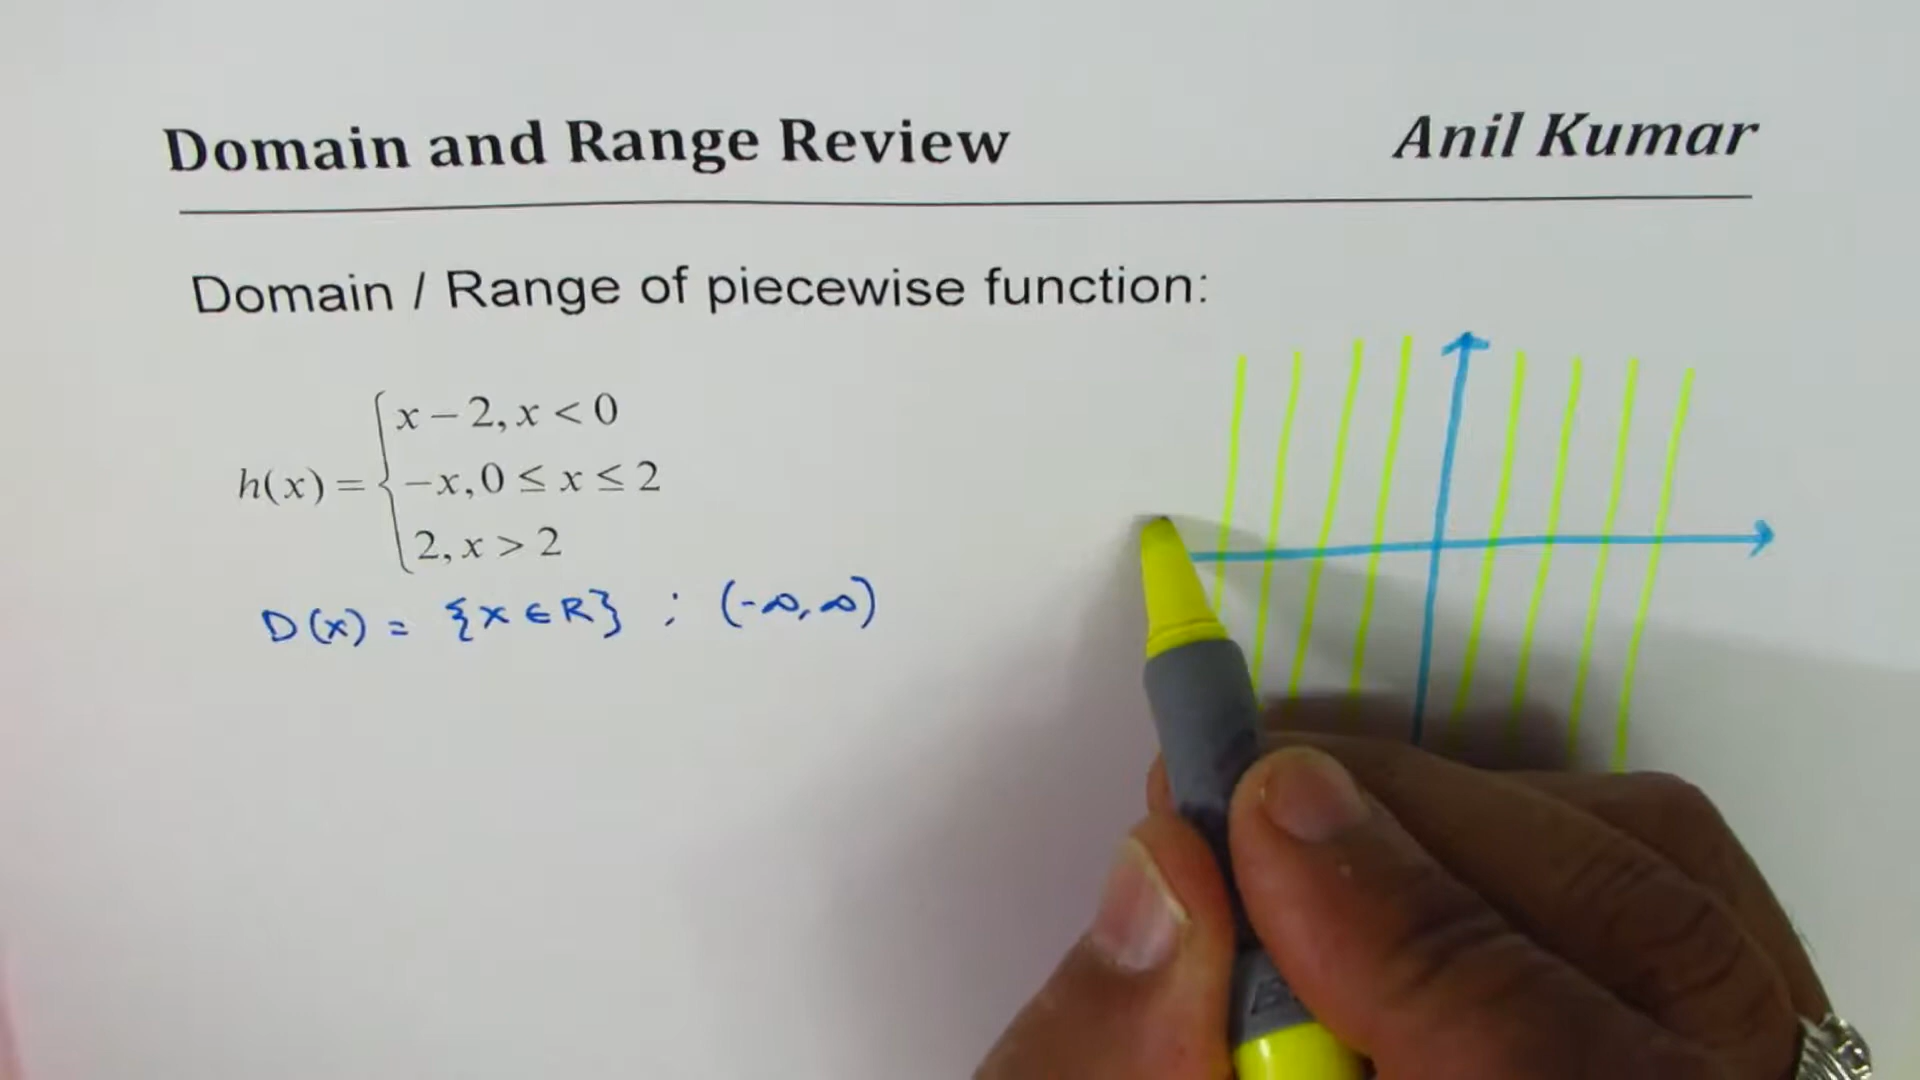 Domain and Range Review
Anil Kumar
Domain / Range of piecewise function:
x – 2, x < 0
h(x) = { –x, 0 ≤ x ≤ 2
2, x > 2
D(x) = {x ∈ R} ; (-∞, ∞)